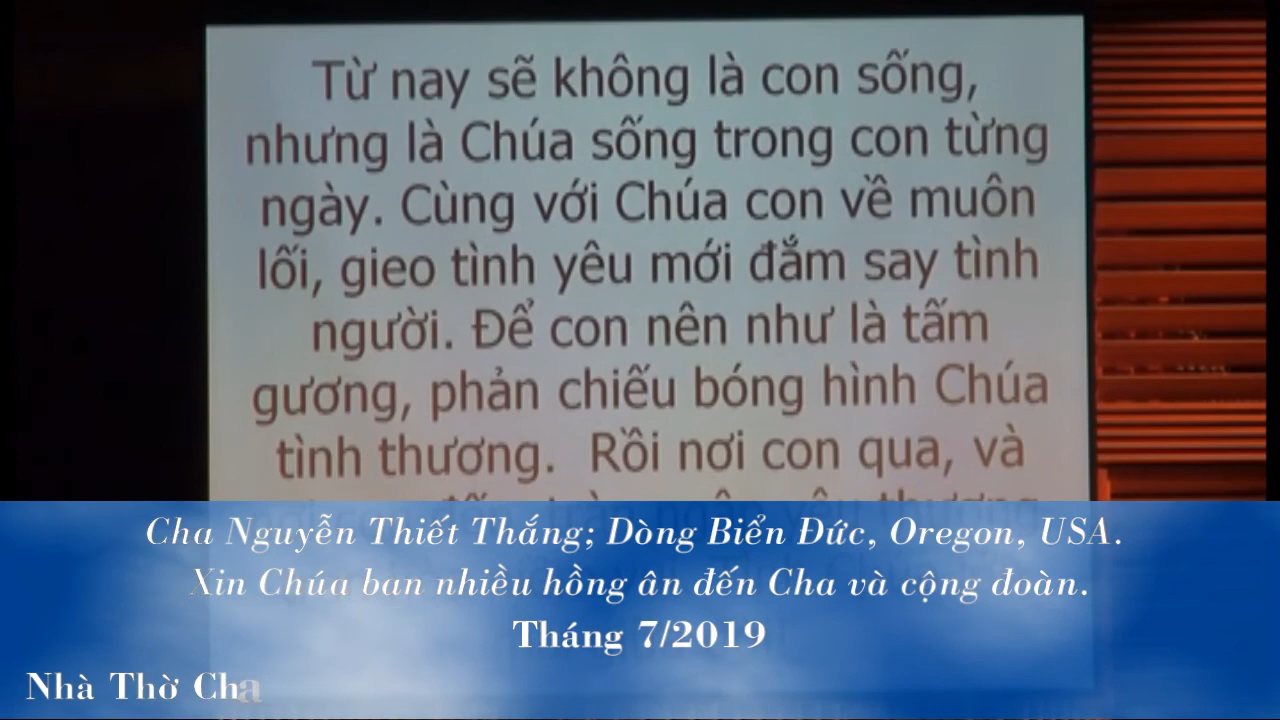 Từ nay sẽ không là con sống,
nhưng là Chúa sống trong con từng
ngày. Cùng với Chúa con về muôn
lối, gieo tình yêu mới đắm say tình
người. Để con nên như là tấm
gương, phản chiếu bóng hình Chúa
tình thương. Rồi nơi con qua, và
Cha Nguyễn Thiết Thắng; Dòng Biển Đức, Oregon, USA.
Xin Chúa ban nhiều hồng ân đến Cha và cộng đoàn.
Tháng 7/2019
Nhà Thờ Cha